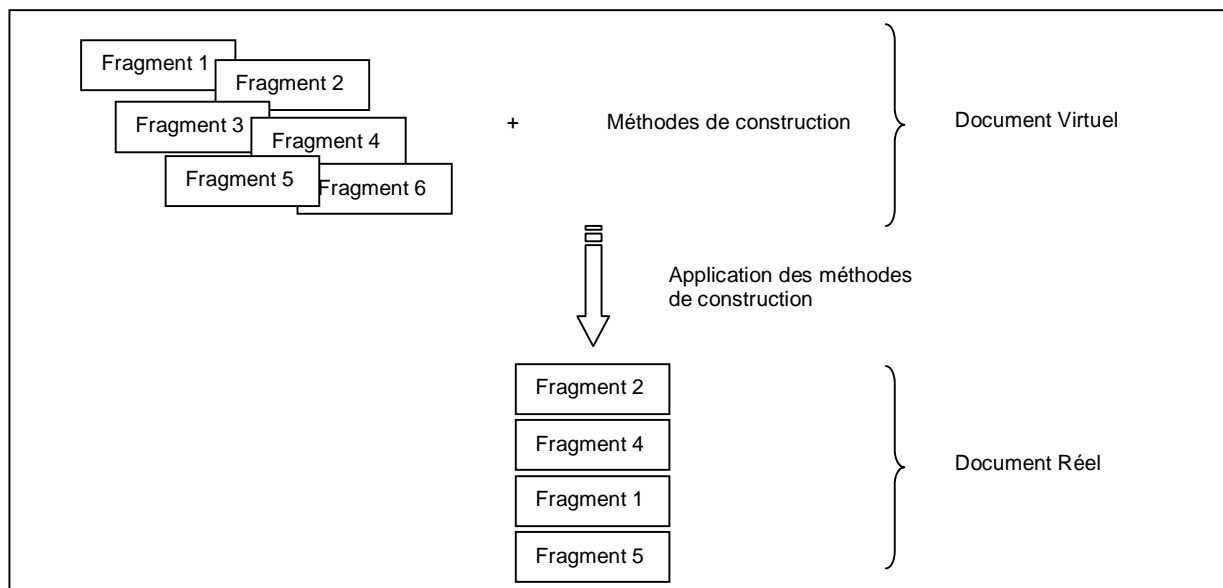 Fragment 1
Fragment 2
Fragment 3
Fragment 4
Fragment 5
Fragment 6
+
Méthodes de construction
Document Virtuel
Application des méthodes
de construction
Fragment 2
Fragment 4
Fragment 1
Fragment 5
Document Réel